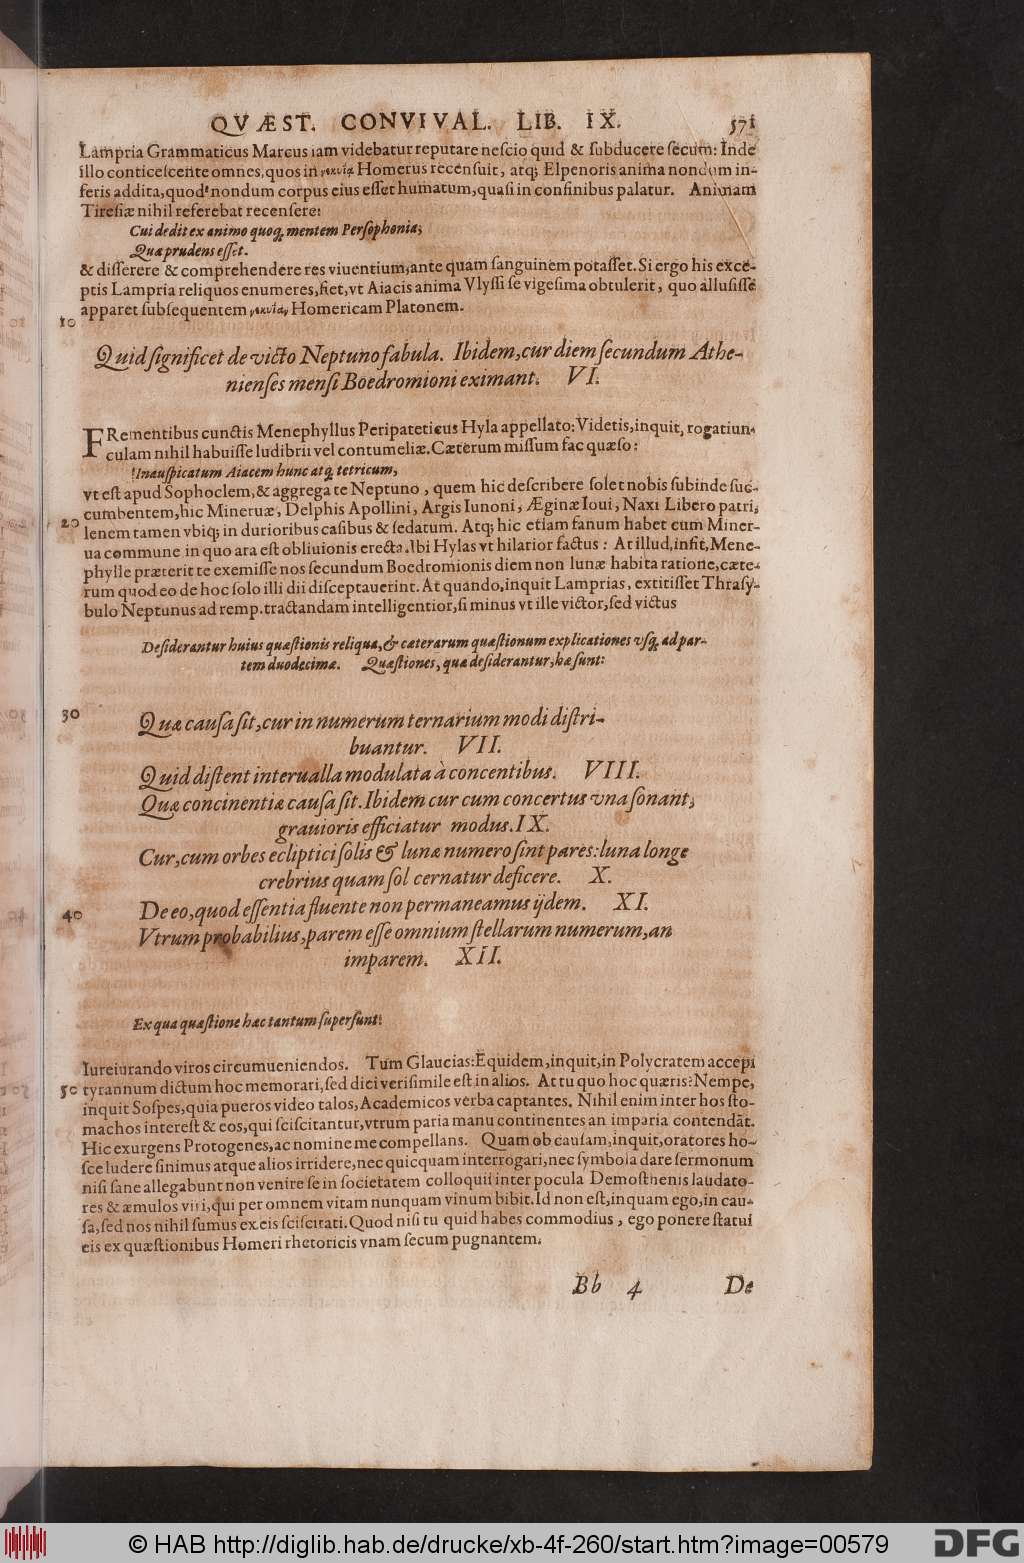 QVÆST. CONVIVAL. LIB. IX. 571
Lampria Grammaticus Marcus iam videbatur reputare nescio quid & subducere secum: Inde
illo conticescente omnes, quos in νεκυίᾳ Homerus recensuit, atq; Elpenoris anima nondum in-
feris addita, quod nondum corpus eius esset humatum, quasi in confinibus palatur. Animam
Tiresiæ nihil referebat recensere:
Cui dedit ex animo quoq; mentem Persophonia;
Quæ prudens esset.
& disserere & comprehendere res viuentium, ante quam sanguinem potasset. Si ergo his exce-
ptis Lampria reliquos enumeres, fiet, vt Aiacis anima Vlyssi se vigesima obtulerit, quo allusisse
apparet subsequentem νεκυίαν Homericam Platonem.
10
Quid significet de victo Neptuno fabula. Ibidem, cur diem secundum Athe-
nienses mensi Boedromioni eximant. VI.
FRementibus cunctis Menephyllus Peripateticus Hyla appellato: Videtis, inquit, rogatiun-
culam nihil habuisse ludibrii vel contumeliæ. Cæterum missum fac quæso:
Inauspicatum Aiacem hunc atq; tetricum,
vt est apud Sophoclem, & aggrega te Neptuno, quem hic describere solet nobis subinde suc-
cumbentem, hic Mineruæ, Delphis Apollini, Argis Iunoni, Æginæ Ioui, Naxi Libero patri,
20 lenem tamen vbiq; in durioribus casibus & sedatum. Atq; hic etiam fanum habet cum Miner-
ua commune in quo ara est obliuionis erecta. Ibi Hylas vt hilarior factus: At illud, infit, Mene-
phylle præterit te exemisse nos secundum Boedromionis diem non lunæ habita ratione, cæte-
rum quod eo de hoc solo illi dii disceptauerint. At quando, inquit Lamprias, extitisset Thrasy-
bulo Neptunus ad remp. tractandam intelligentior, si minus vt ille victor, sed victus
Desiderantur huius quæstionis reliqua, & cæterarum quæstionum explicationes vsq; ad par-
tem duodecimæ. Quæstiones, quæ desiderantur, hæ sunt:
30
Quæ causa sit, cur in numerum ternarium modi distri-
buantur. VII.
Quid distent interualla modulata à concentibus. VIII.
Quæ concinentiæ causa sit. Ibidem cur cum concertus vna sonant,
grauioris efficiatur modus. IX.
Cur, cum orbes ecliptici solis & lunæ numero sint pares: luna longe
crebrius quam sol cernatur deficere. X.
40 De eo, quod essentia fluente non permaneamus ijdem. XI.
Vtrum probabilius, parem esse omnium stellarum numerum, an
imparem. XII.
Ex qua quæstione hæc tantum supersunt:
Iureiurando viros circumueniendos. Tum Glaucias: Equidem, inquit, in Polycratem accepi
50 tyrannum dictum hoc memorari, sed dici verisimile est in alios. At tu quo hoc quæris? Nempe,
inquit Sospes, quia pueros video talos, Academicos verba captantes. Nihil enim inter hos sto-
machos interest & eos, qui sciscitantur, vtrum paria manu continentes an imparia contendāt.
Hic exurgens Protogenes, ac nomine me compellans. Quam ob causam, inquit, oratores ho-
sce ludere sinimus atque alios irridere, nec quicquam interrogari, nec symbola dare sermonum
nisi sane allegabunt non venire se in societatem colloquii inter pocula Demosthenis laudato-
res & æmulos viri, qui per omnem vitam nunquam vinum bibit. Id non est, inquam ego, in cau-
sa, sed nos nihil sumus ex eis sciscitati. Quod nisi tu quid habes commodius, ego ponere statui
eis ex quæstionibus Homeri rhetoricis vnam secum pugnantem.
Bb 4 De
© HAB http://diglib.hab.de/drucke/xb-4f-260/start.htm?image=00579
DFG